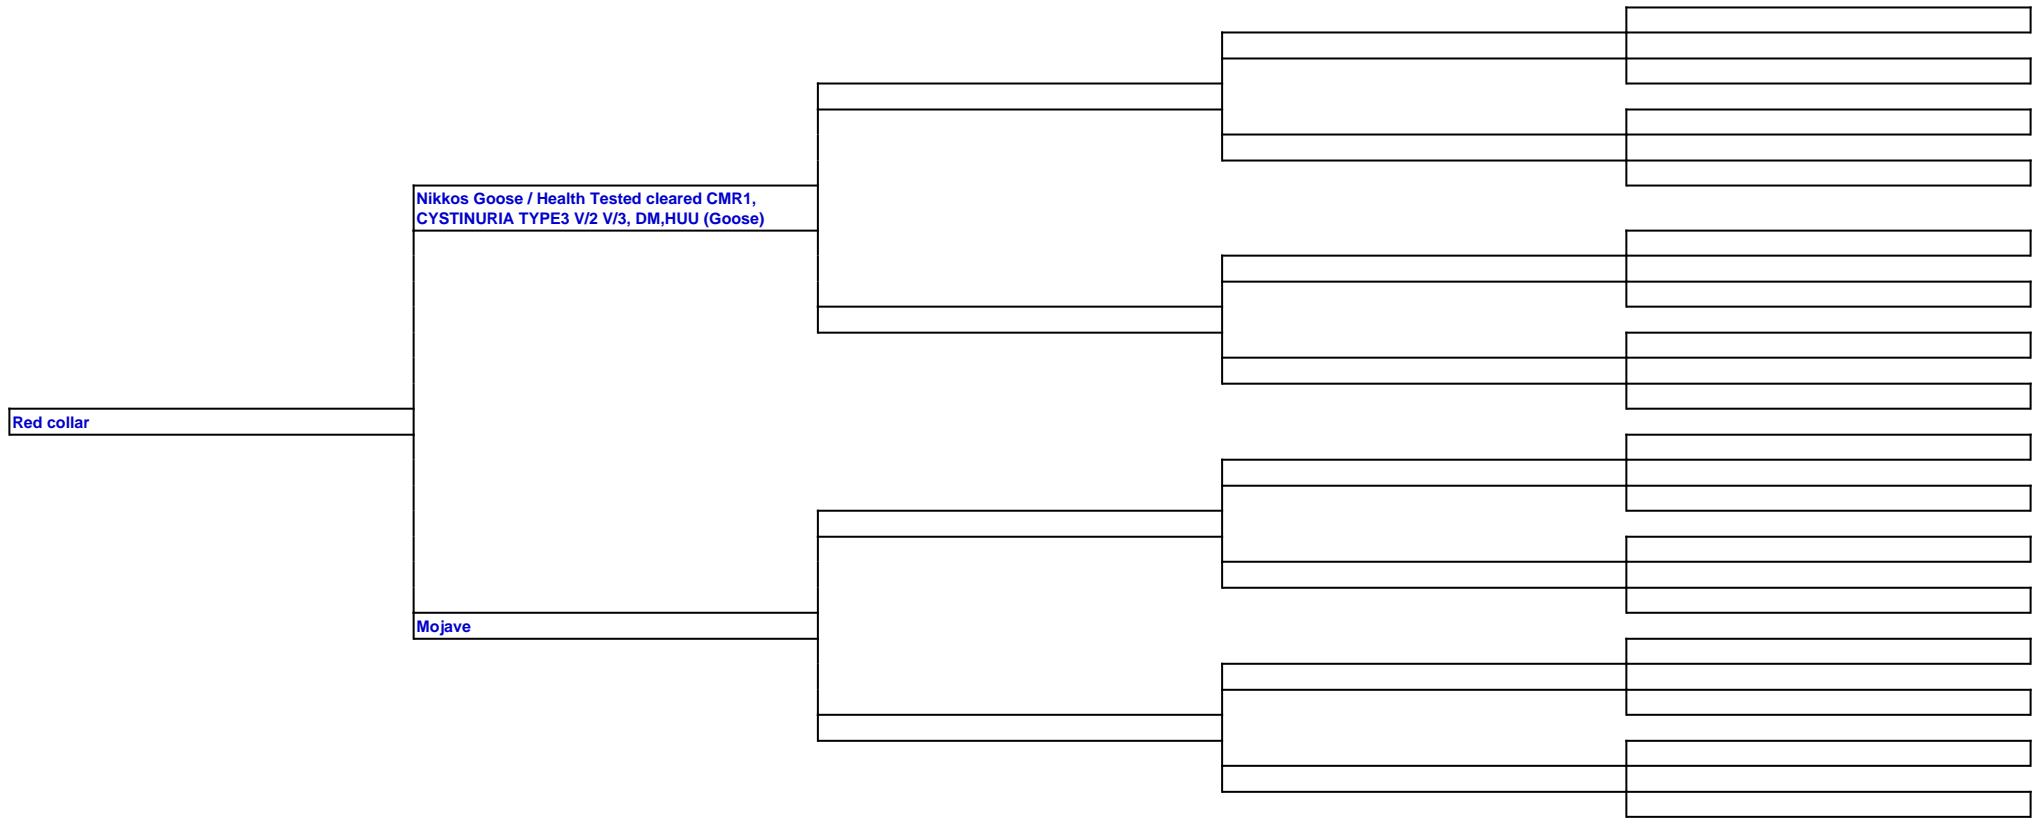 Nikkos Goose / Health Tested cleared CMR1,
CYSTINURIA TYPE3 V/2 V/3, DM,HUU (Goose)
Red collar
Mojave